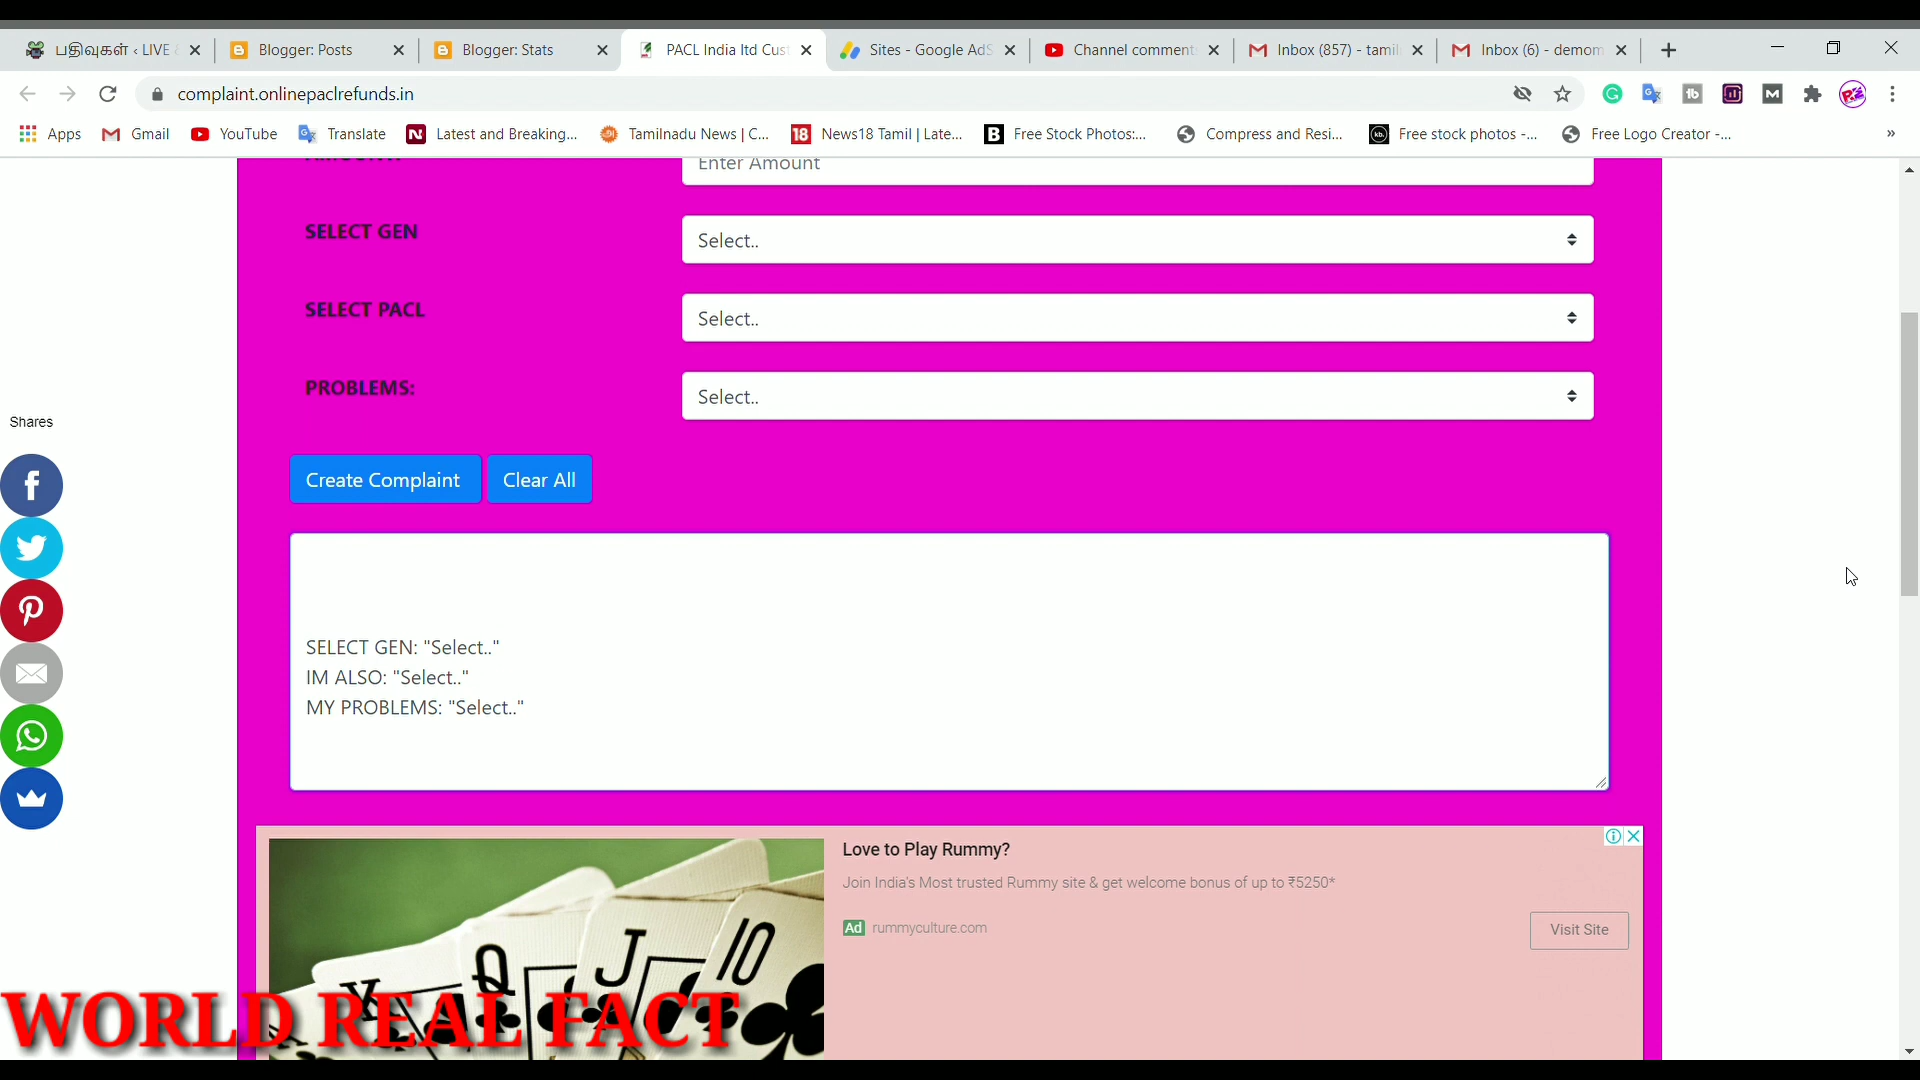 பதிவுகள் ‹ LIVE
Blogger: Posts
Blogger: Stats
PACL India ltd Cust
Sites - Google AdS
Channel comment
Inbox (857) - tamil
Inbox (6) - demom
complaint.onlinepaclrefunds.in
Apps
Gmail
YouTube
Translate
Latest and Breaking...
Tamilnadu News | C...
18
News18 Tamil | Late...
Free Stock Photos:...
Compress and Resi...
Free stock photos -...
Free Logo Creator -...
»
Enter Amount
SELECT GEN
Select..
SELECT PACL
Select..
PROBLEMS:
Select..
Shares
Create Complaint
Clear All
SELECT GEN: "Select.."
IM ALSO: "Select.."
MY PROBLEMS: "Select.."
Love to Play Rummy?
Join India's Most trusted Rummy site & get welcome bonus of up to ₹5250*
Ad rummyculture.com
Visit Site
K Q J 10
WORLD REAL FACT